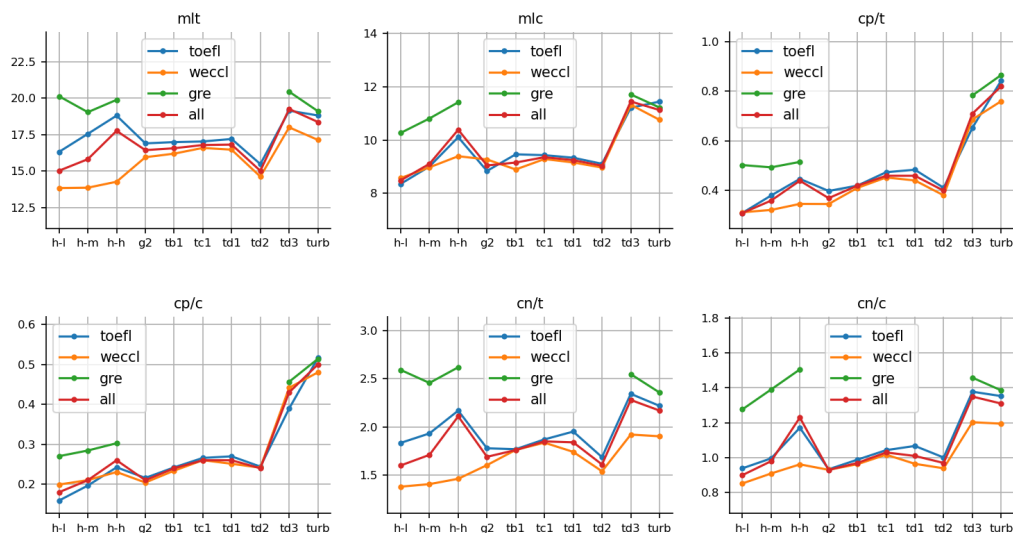 mlt
22.5
20.0
17.5
15.0
12.5
toefl
weccl
gre
all
h-l h-m h-h g2 tb1 tc1 td1 td2 td3 turb
mlc
14
12
10
8
toefl
weccl
gre
all
h-l h-m h-h g2 tb1 tc1 td1 td2 td3 turb
cp/t
1.0
0.8
0.6
0.4
toefl
weccl
gre
all
h-l h-m h-h g2 tb1 tc1 td1 td2 td3 turb
cp/c
0.6
0.5
0.4
0.3
0.2
toefl
weccl
gre
all
h-l h-m h-h g2 tb1 tc1 td1 td2 td3 turb
cn/t
3.0
2.5
2.0
1.5
toefl
weccl
gre
all
h-l h-m h-h g2 tb1 tc1 td1 td2 td3 turb
cn/c
1.8
1.6
1.4
1.2
1.0
0.8
toefl
weccl
gre
all
h-l h-m h-h g2 tb1 tc1 td1 td2 td3 turb